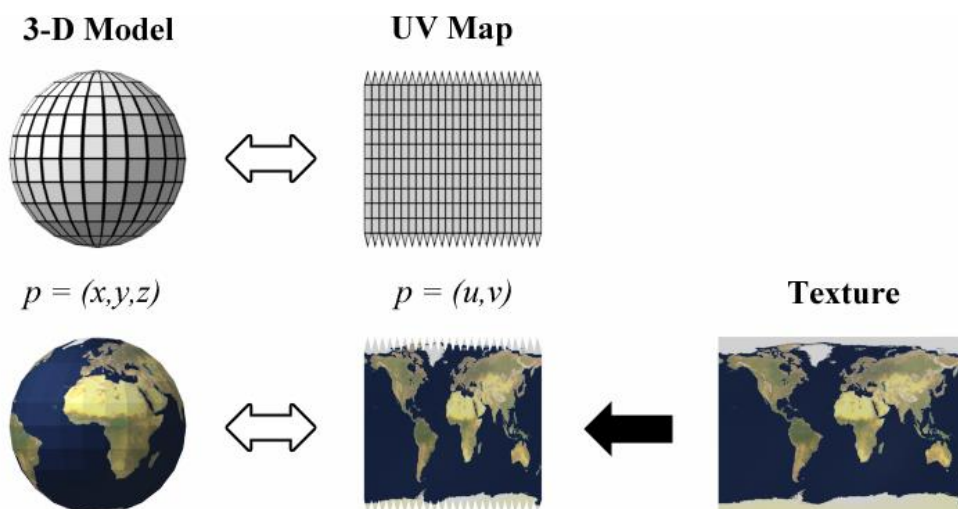 3-D Model
UV Map
p = (x,y,z)
p = (u,v)
Texture